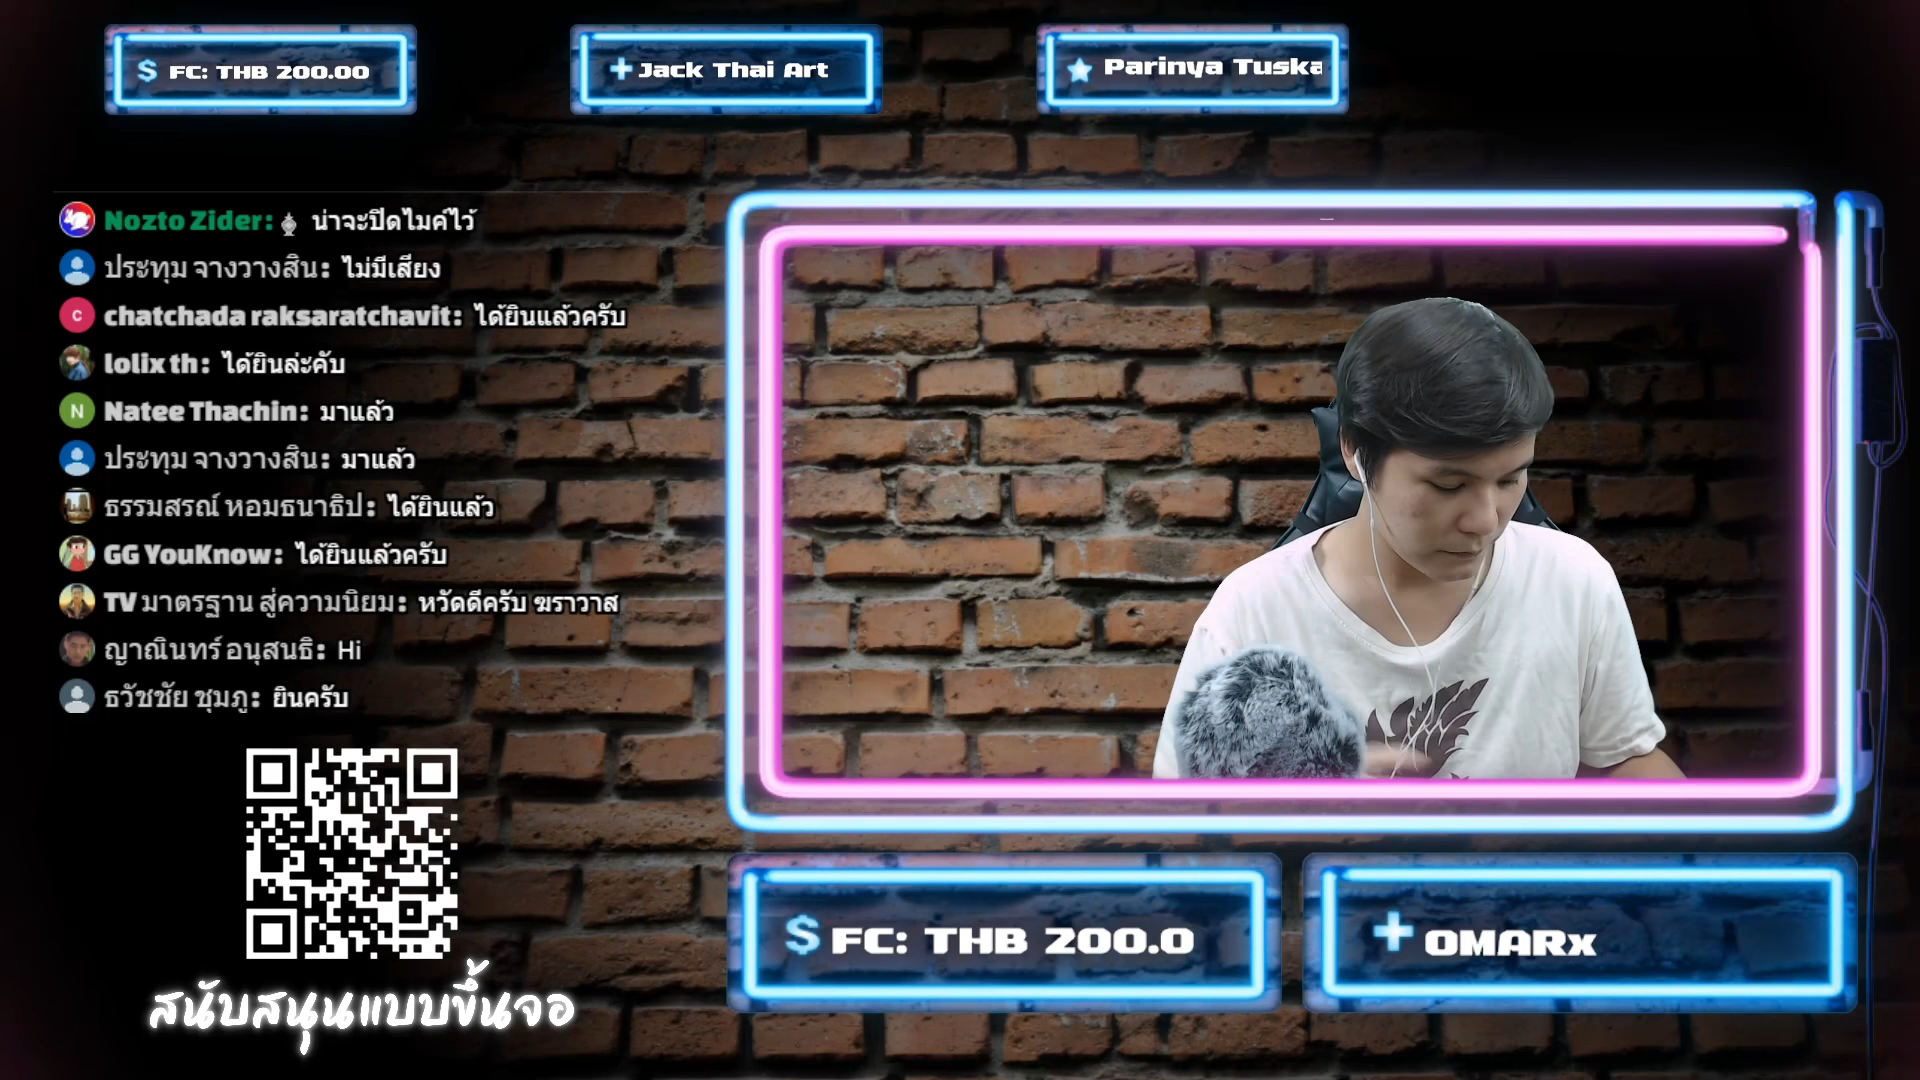 $ FC: THB 200.00
+ Jack Thai Art
★ Parinya Tuska
Nozto Zider: น่าจะปิดไมค์ไว้
ประทุม จางวางสิน: ไม่มีเสียง
C chatchada raksaratchavit: ได้ยินแล้วครับ
lolix th: ได้ยินล่ะคับ
N Natee Thachin: มาแล้ว
ประทุม จางวางสิน: มาแล้ว
ธรรมสรณ์ หอมธนาธิป: ได้ยินแล้ว
GG YouKnow: ได้ยินแล้วครับ
TV มาตรฐาน สู่ความนิยม: หวัดดีครับ ฆราวาส
ญาณินทร์ อนุสนธิ: Hi
ธวัชชัย ชุมภู: ยินครับ
สนับสนุนแบบขึ้นจอ
$ FC: THB 200.0
+ OMARx